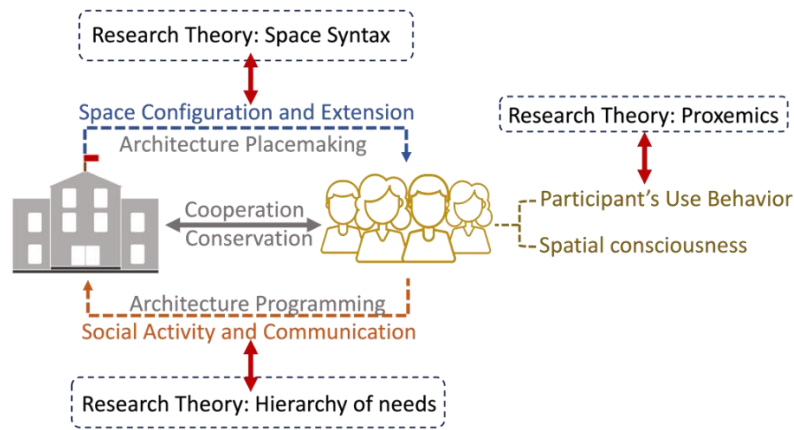 Research Theory: Space Syntax
Space Configuration and Extension
Architecture Placemaking
Research Theory: Proxemics
Cooperation
Conservation
Participant's Use Behavior
Spatial consciousness
Architecture Programming
Social Activity and Communication
Research Theory: Hierarchy of needs